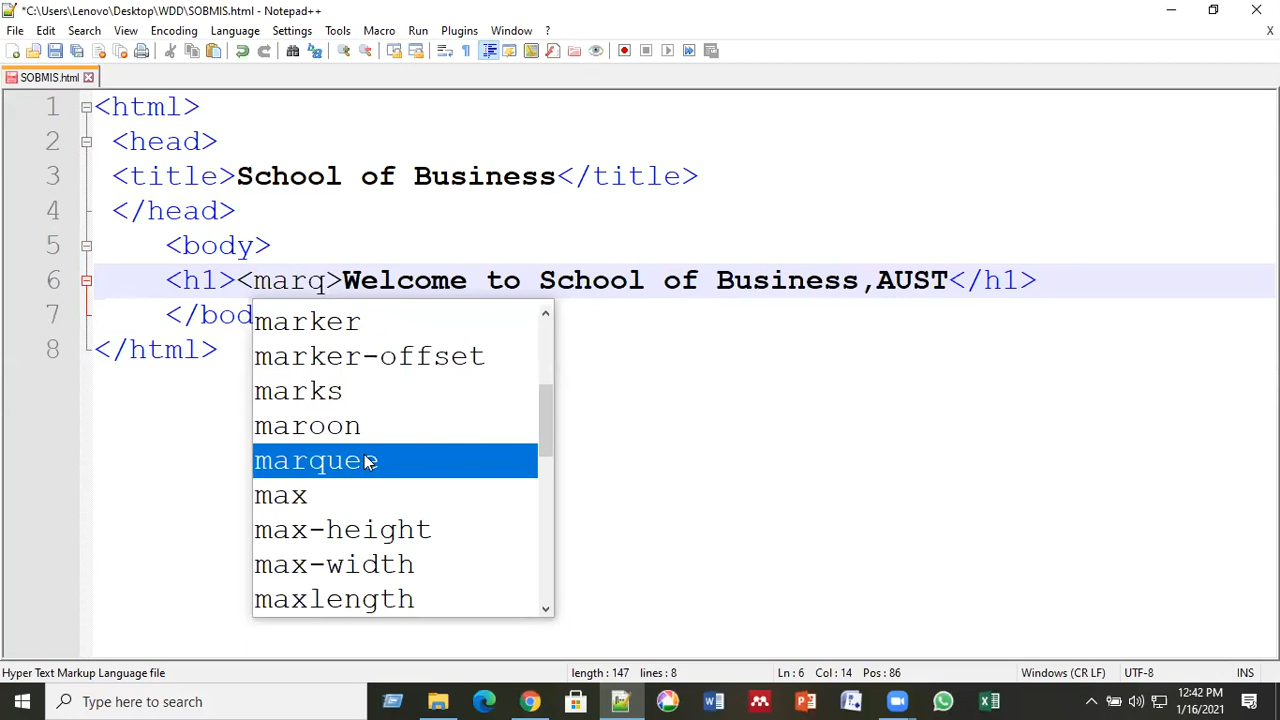 *C:\Users\Lenovo\Desktop\WDD\SOBMIS.html - Notepad++
File Edit Search View Encoding Language Settings Tools Macro Run Plugins Window ? X
SOBMIS.html
1 <html>
2 <head>
3 <title>School of Business</title>
4 </head>
5 <body>
6 <h1><marq>Welcome to School of Business,AUST</h1>
7 </bod
8 </html>
marker
marker-offset
marks
maroon
marquee
max
max-height
max-width
maxlength
Hyper Text Markup Language file length : 147 lines : 8 Ln : 6 Col : 14 Pos : 86 Windows (CR LF) UTF-8 INS
Type here to search
12:42 PM
1/16/2021